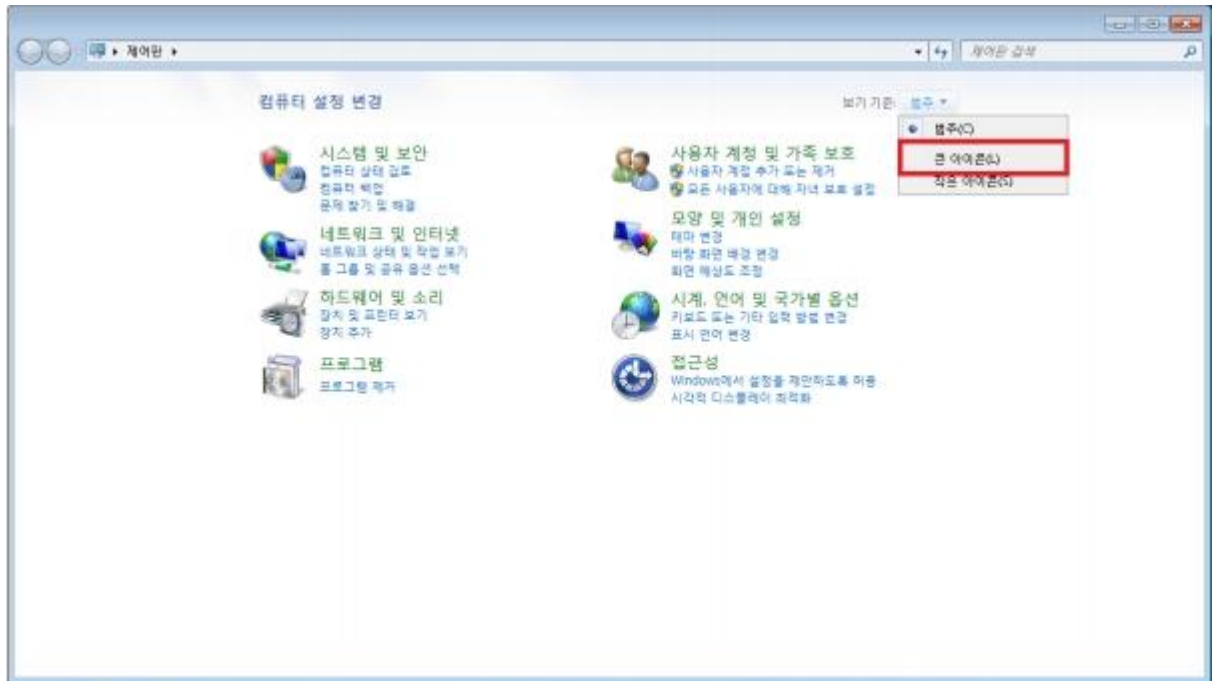 제어판
제어판 검색
컴퓨터 설정 변경
보기 기준: 범주
범주(C)
큰 아이콘(L)
작은 아이콘(S)
시스템 및 보안
컴퓨터 상태 검토
컴퓨터 백업
문제 찾기 및 해결
네트워크 및 인터넷
네트워크 상태 및 작업 보기
홈 그룹 및 공유 옵션 선택
하드웨어 및 소리
장치 및 프린터 보기
장치 추가
프로그램
프로그램 제거
사용자 계정 및 가족 보호
사용자 계정 추가 또는 제거
모든 사용자에 대해 자녀 보호 설정
모양 및 개인 설정
테마 변경
바탕 화면 배경 변경
화면 해상도 조정
시계, 언어 및 국가별 옵션
키보드 또는 기타 입력 방법 변경
표시 언어 변경
접근성
Windows에서 설정을 제안하도록 허용
시각적 디스플레이 최적화